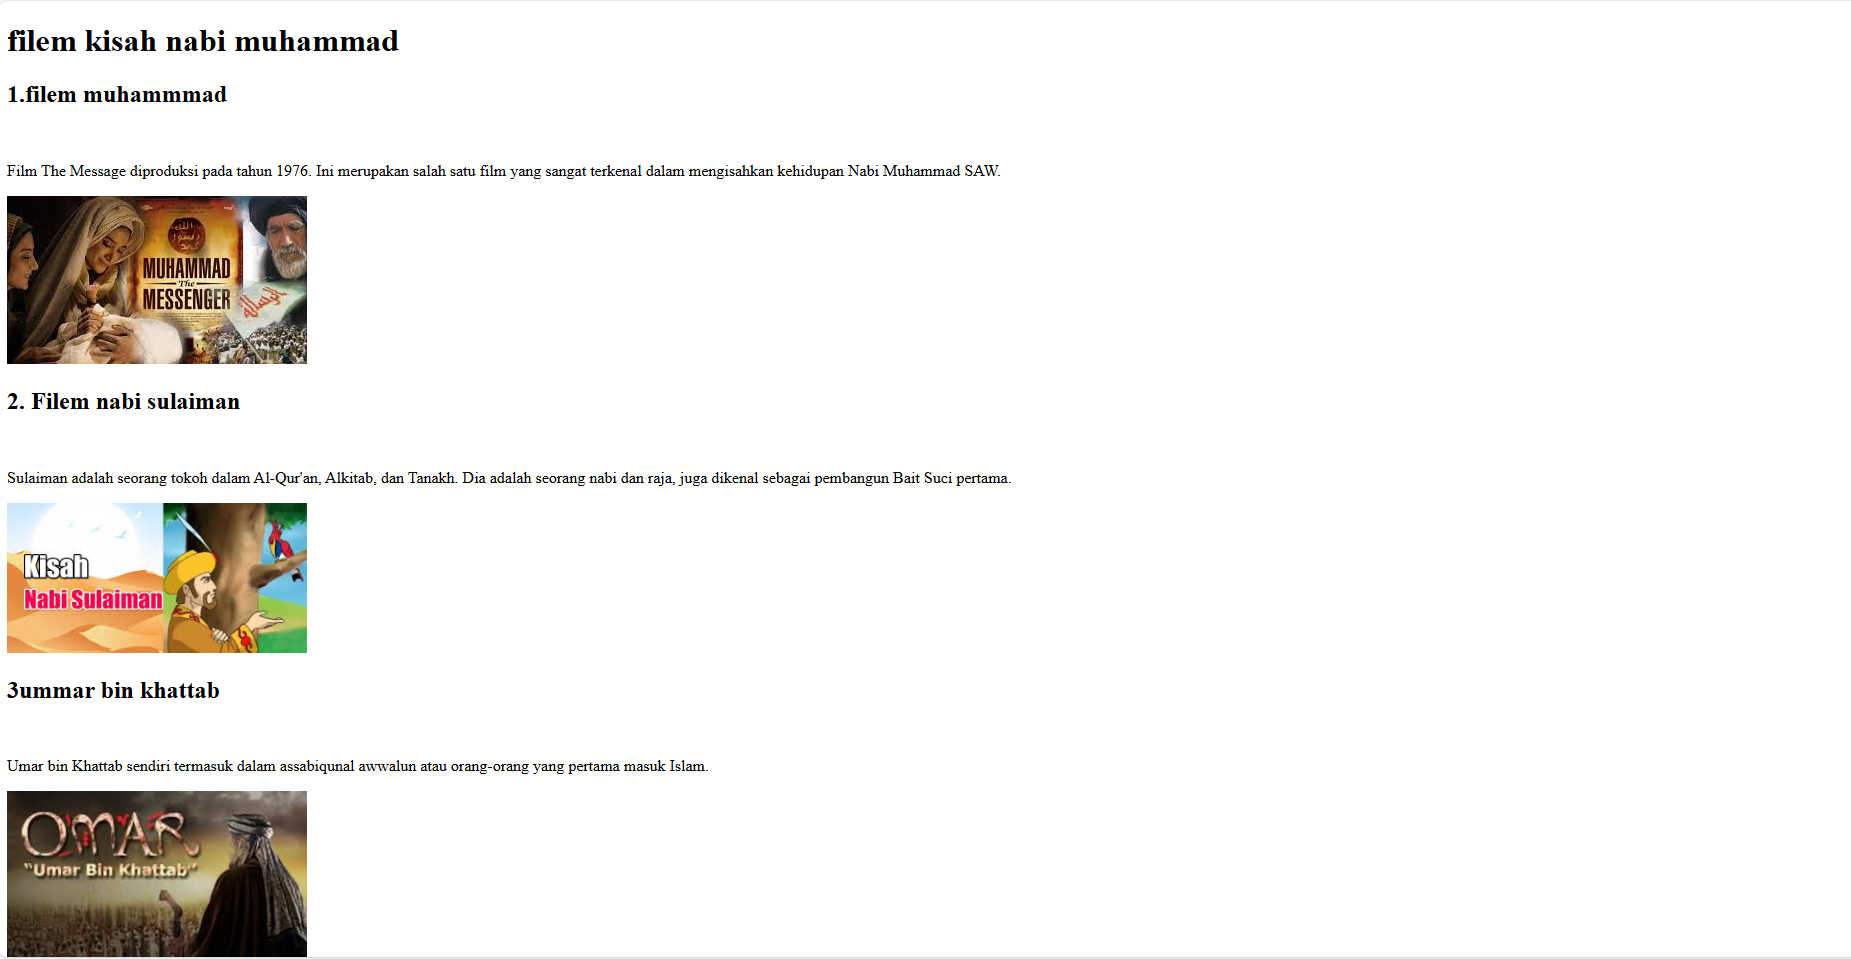 filem kisah nabi muhammad
1.filem muhammmad
Film The Message diproduksi pada tahun 1976. Ini merupakan salah satu film yang sangat terkenal dalam mengisahkan kehidupan Nabi Muhammad SAW.
MUHAMMAD
The
MESSENGER
2. Filem nabi sulaiman
Sulaiman adalah seorang tokoh dalam Al-Qur'an, Alkitab, dan Tanakh. Dia adalah seorang nabi dan raja, juga dikenal sebagai pembangun Bait Suci pertama.
Kisah
Nabi Sulaiman
3ummar bin khattab
Umar bin Khattab sendiri termasuk dalam assabiqunal awwalun atau orang-orang yang pertama masuk Islam.
OMAR
"Umar Bin Khattab"